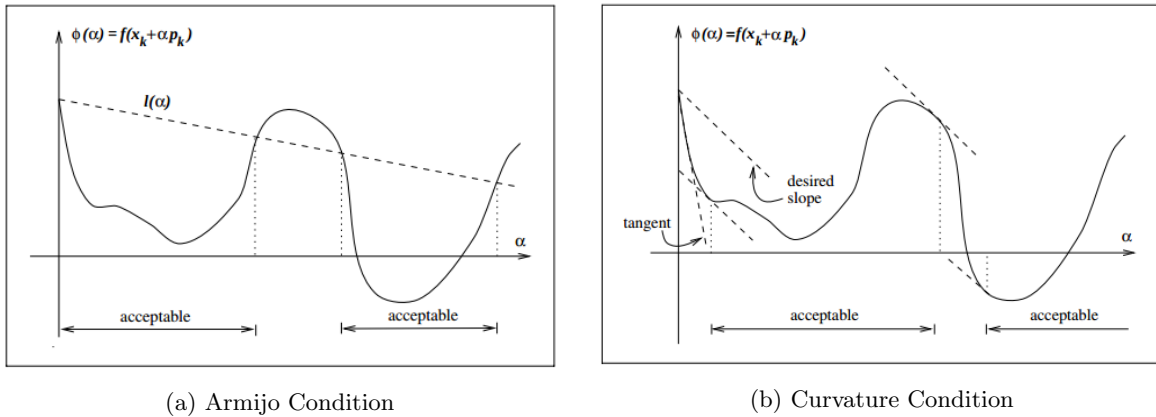 ϕ(α) = f(x_k+αp_k)
l(α)
α
acceptable
acceptable
(a) Armijo Condition
ϕ(α)=f(x_k+αp_k)
desired
slope
tangent
α
acceptable
acceptable
(b) Curvature Condition